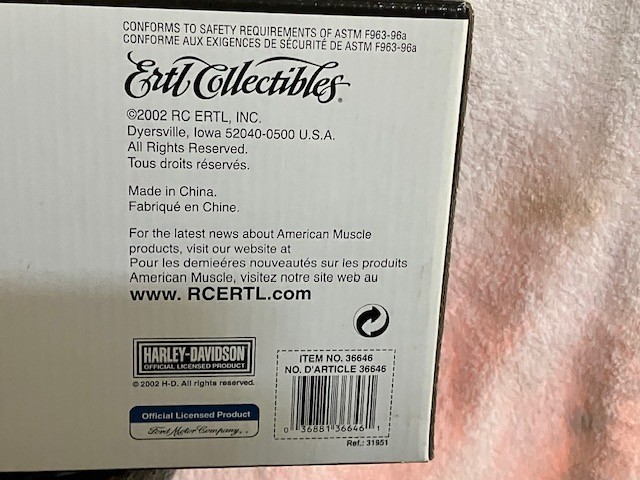 CONFORMS TO SAFETY REQUIREMENTS OF ASTM F963-96a
CONFORME AUX EXIGENCES DE SÉCURITÉ DE ASTM F963-96a
Ertl Collectibles®
©2002 RC ERTL, INC.
Dyersville, Iowa 52040-0500 U.S.A.
All Rights Reserved.
Tous droits réservés.
Made in China.
Fabriqué en Chine.
For the latest news about American Muscle
products, visit our website at
Pour les demieéres nouveautés sur les produits
American Muscle, visitez notre site web au
www. RCERTL.com
HARLEY-DAVIDSON
OFFICIAL LICENSED PRODUCT
© 2002 H-D. All rights reserved.
Official Licensed Product
Ford Motor Company
ITEM NO. 36646
NO. D'ARTICLE 36646
0 36881 36646 1
Ref.: 31951